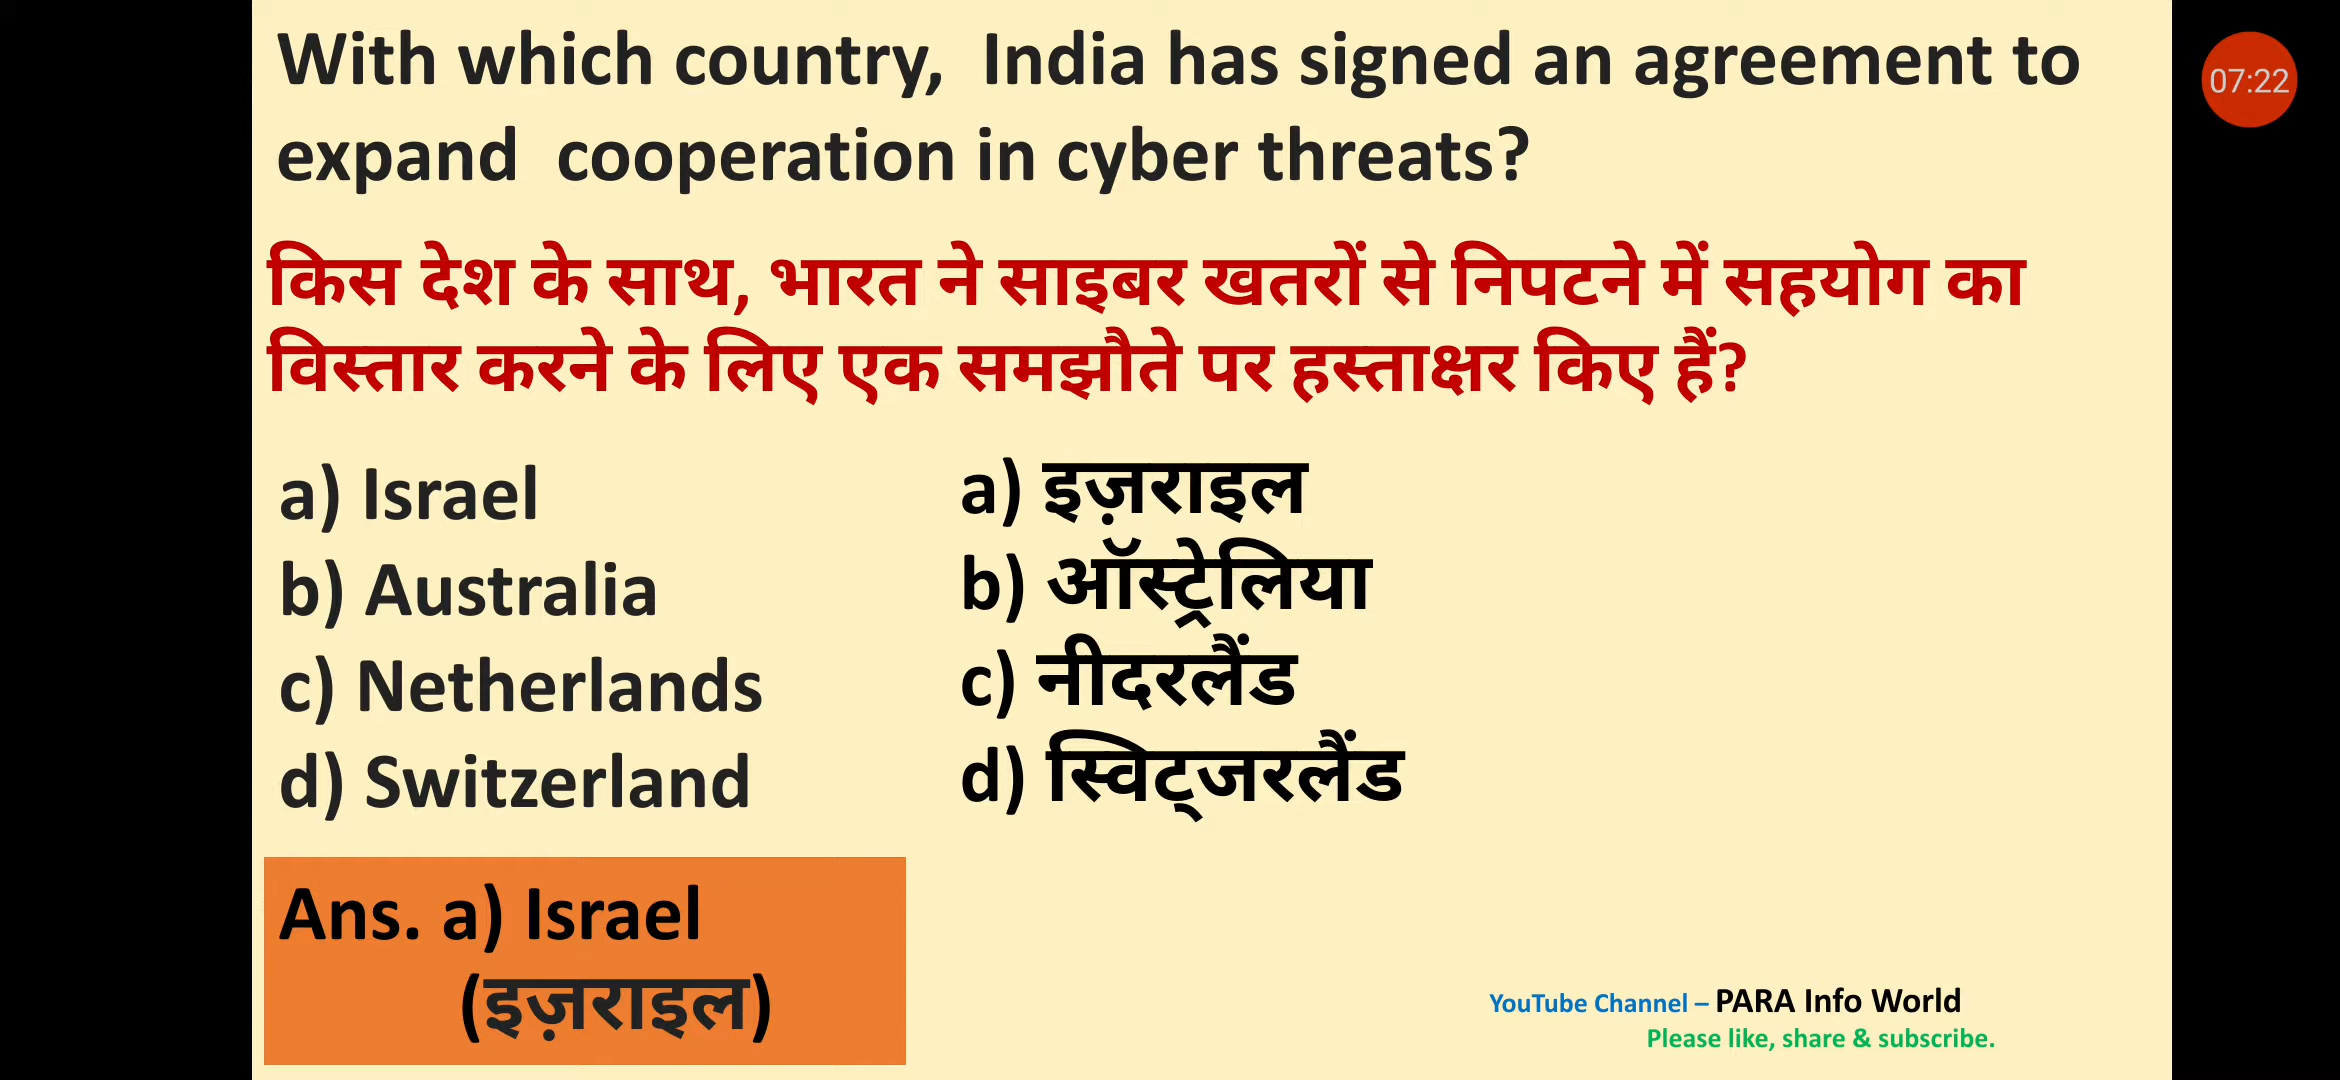 With which country, India has signed an agreement to
expand cooperation in cyber threats?
किस देश के साथ, भारत ने साइबर खतरों से निपटने में सहयोग का
विस्तार करने के लिए एक समझौते पर हस्ताक्षर किए हैं?
a) Israel
b) Australia
c) Netherlands
d) Switzerland
a) इज़राइल
b) ऑस्ट्रेलिया
c) नीदरलैंड
d) स्विट्जरलैंड
Ans. a) Israel
(इज़राइल)
YouTube Channel – PARA Info World
Please like, share & subscribe.
07:22